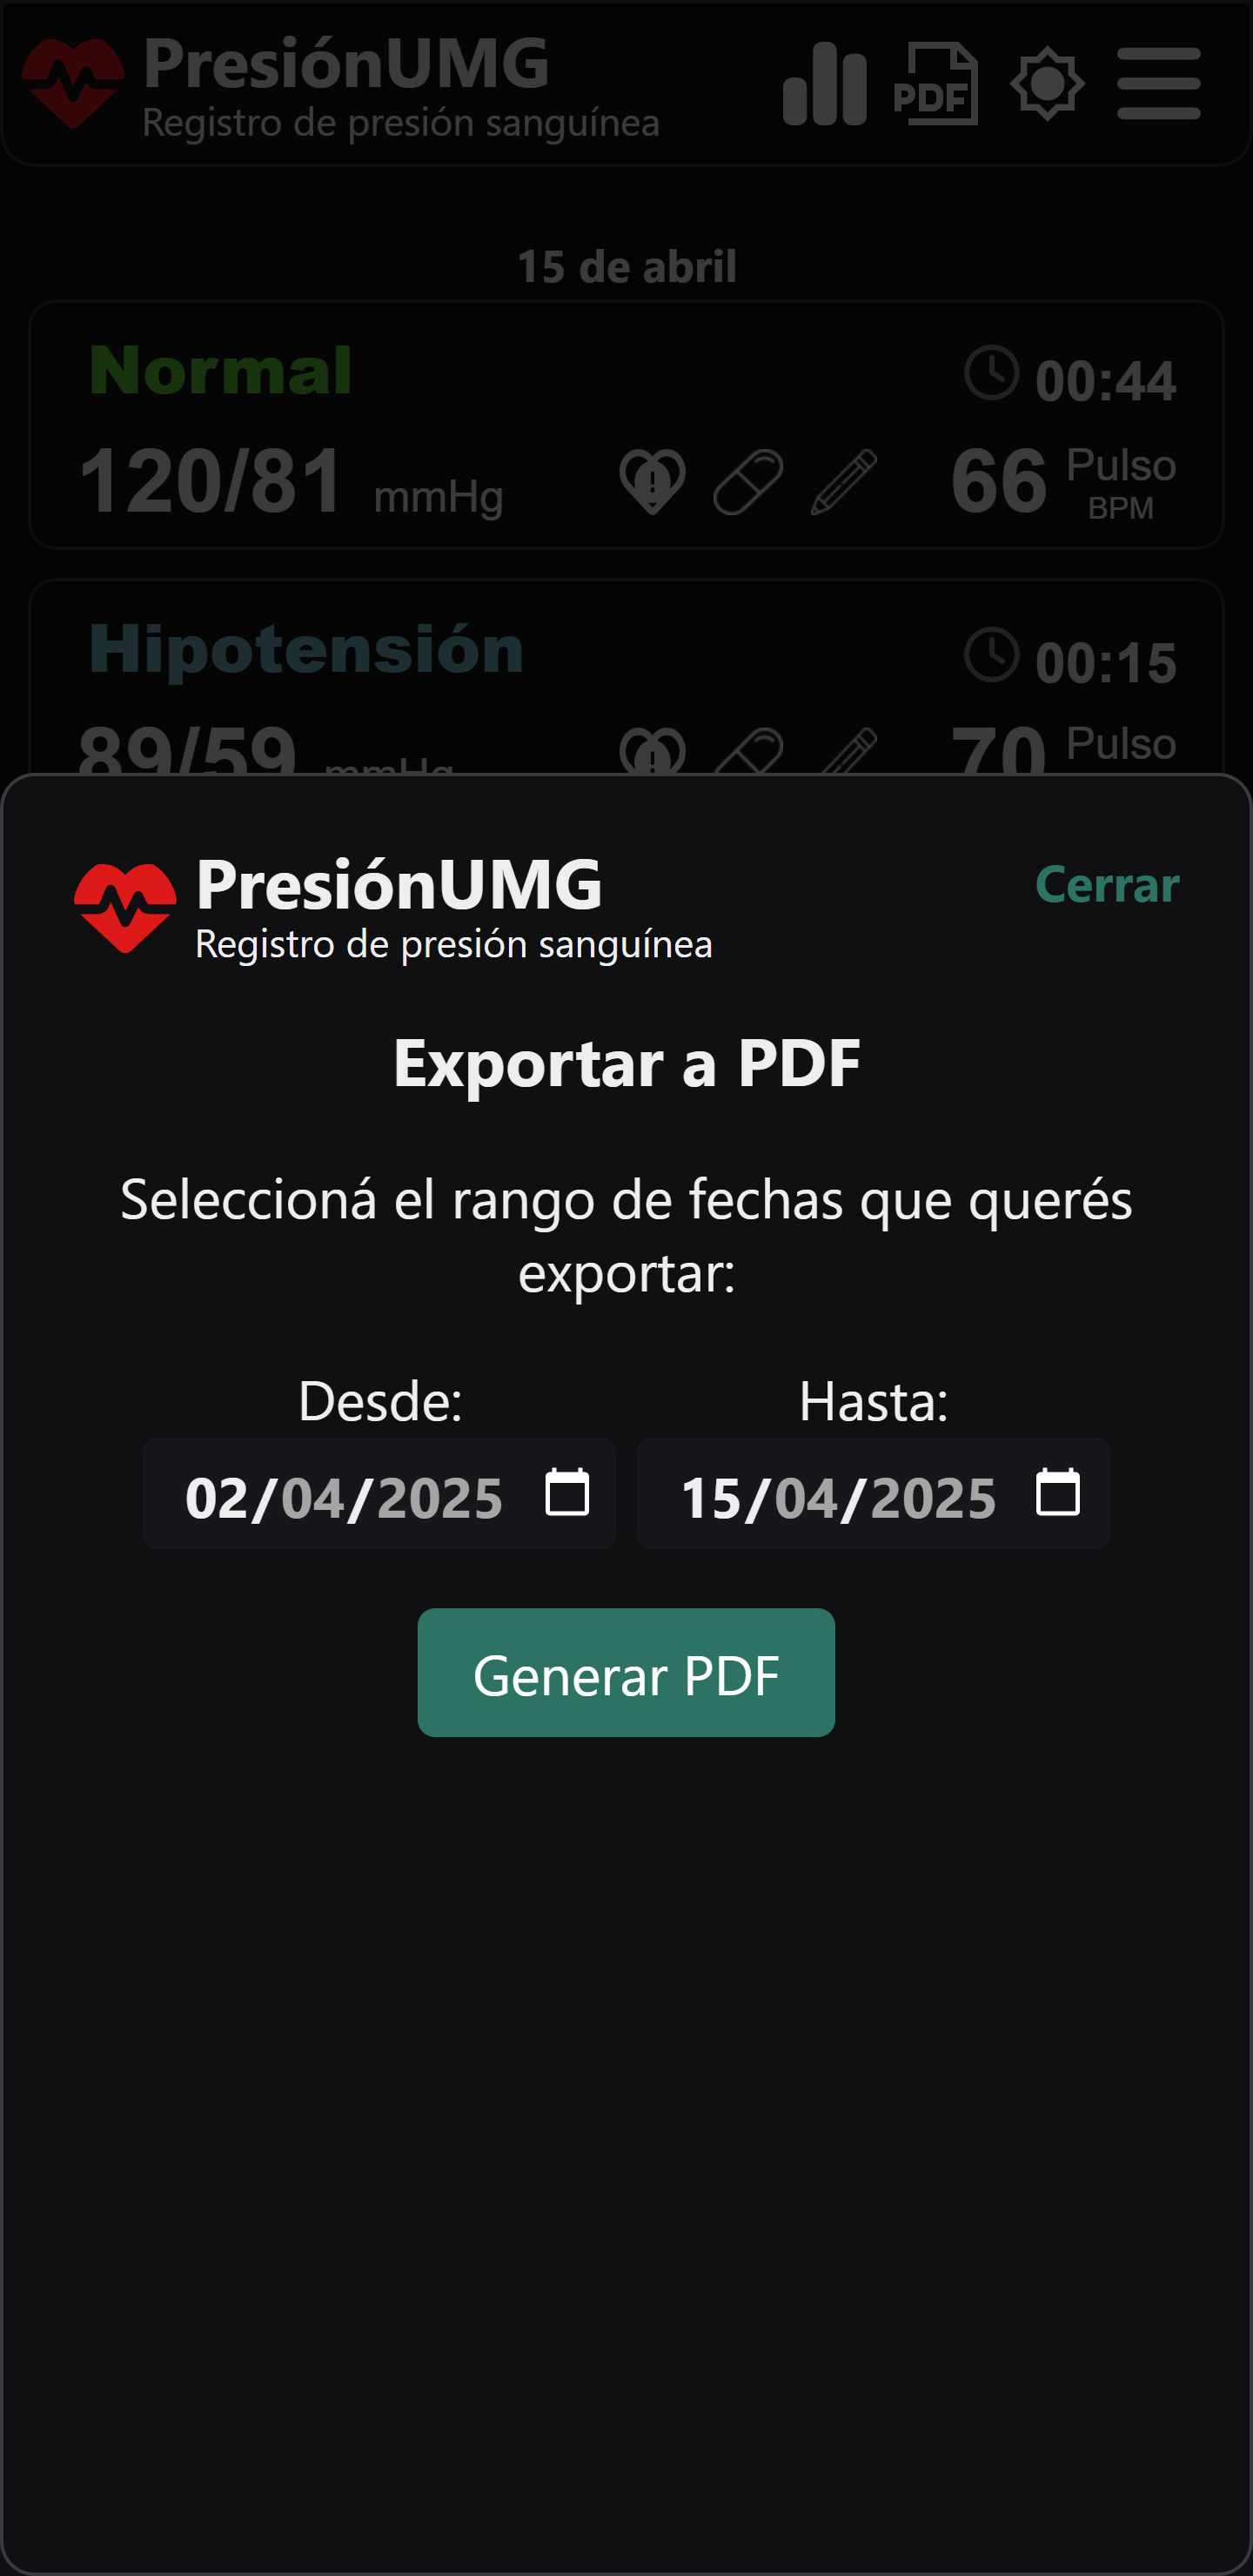 PresiónUMG
Registro de presión sanguínea
PDF
15 de abril
Normal
00:44
120/81 mmHg
66 Pulso
BPM
Hipotensión
00:15
89/59 mmHg
70 Pulso
PresiónUMG
Cerrar
Registro de presión sanguínea
Exportar a PDF
Seleccioná el rango de fechas que querés
exportar:
Desde: Hasta:
02/04/2025 15/04/2025
Generar PDF